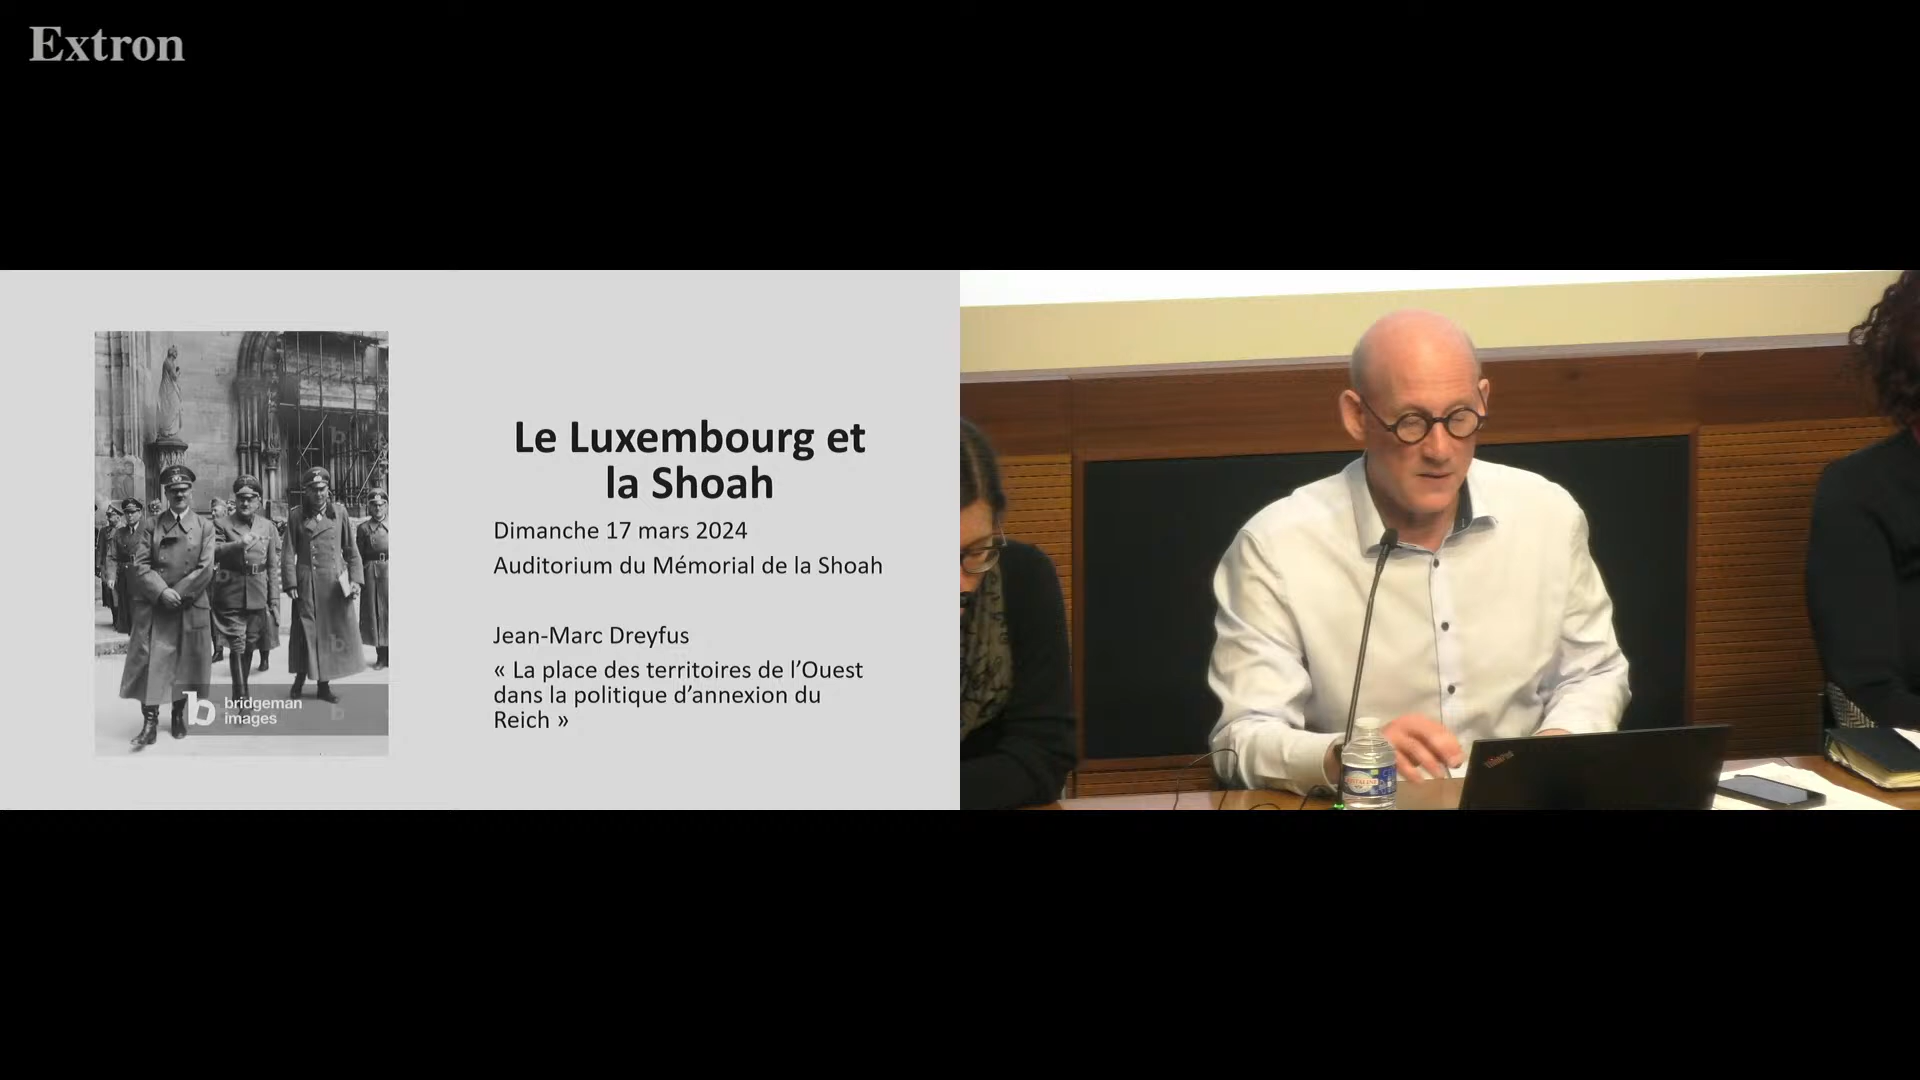 Extron
Le Luxembourg et
la Shoah
Dimanche 17 mars 2024
Auditorium du Mémorial de la Shoah
Jean-Marc Dreyfus
« La place des territoires de l’Ouest
dans la politique d’annexion du
Reich »
b bridgeman
images
ThinkPad